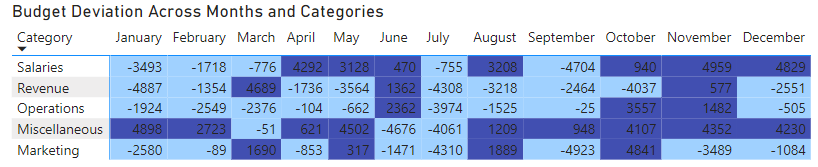 Budget Deviation Across Months and Categories
Category January February March April May June July August September October November December
Salaries -3493 -1718 -776 4292 3128 470 -755 3208 -4704 940 4959 4829
Revenue -4887 -1354 4689 -1736 -3564 1362 -4308 -3218 -2464 -4037 577 -2551
Operations -1924 -2549 -2376 -104 -662 2362 -3974 -1525 -25 3557 1482 -505
Miscellaneous 4898 2723 -51 621 4502 -4676 -4061 1209 948 4107 4352 4230
Marketing -2580 -89 1690 -853 317 -1471 -4310 1889 -4923 4841 -3489 -1084